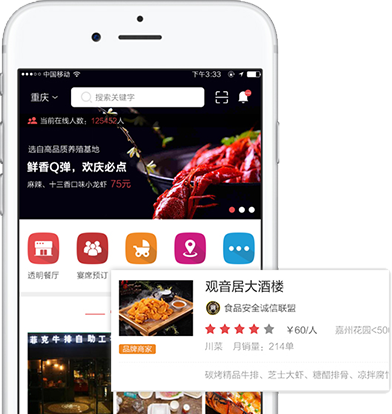 中国移动
下午3:33
重庆
搜索关键字
当前在线人数：125452人
选自高品质养殖基地
鲜香Q弹，欢庆必点
麻辣、十三香口味小龙虾 75元
透明餐厅
宴席预订
观音居大酒楼
食品安全诚信联盟
￥60/人
嘉州花园<500
品牌商家
川菜 月销量：214单
碳烤精品牛排、芝士大虾、糖醋排骨、凉拌腐
菲克牛排自助工